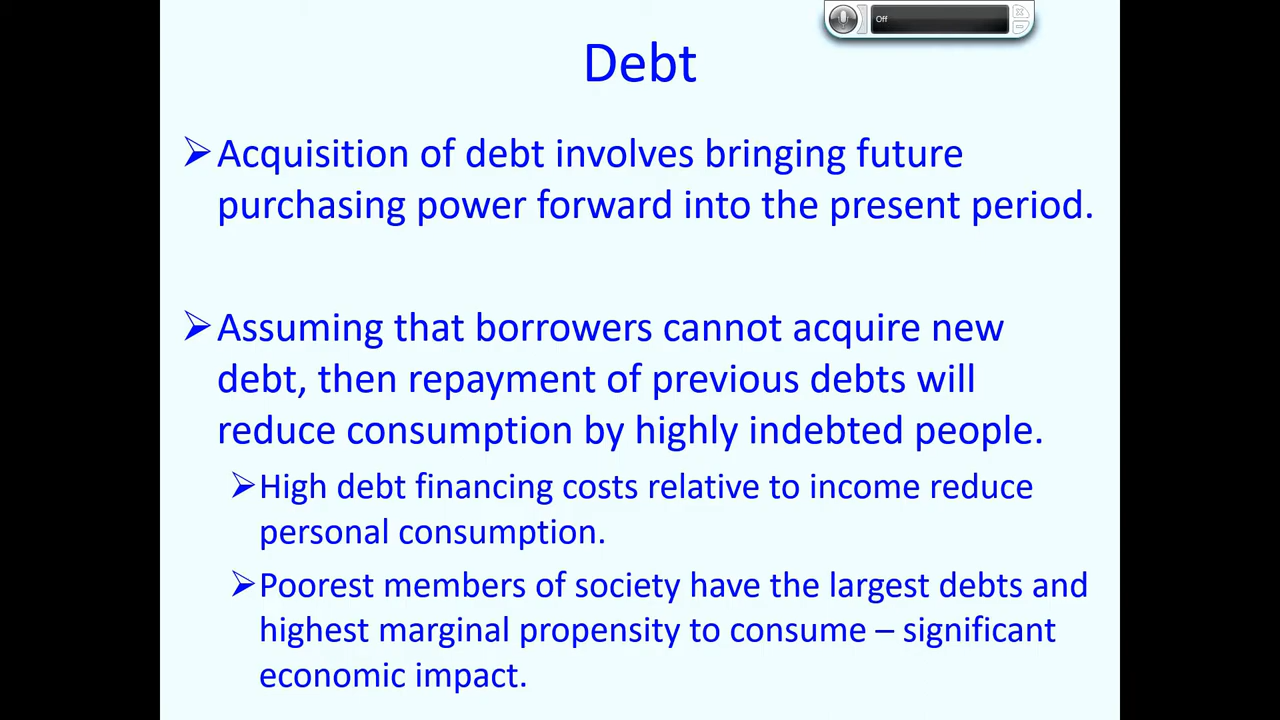 Off
Debt
Acquisition of debt involves bringing future
purchasing power forward into the present period.
Assuming that borrowers cannot acquire new
debt, then repayment of previous debts will
reduce consumption by highly indebted people.
High debt financing costs relative to income reduce
personal consumption.
Poorest members of society have the largest debts and
highest marginal propensity to consume – significant
economic impact.